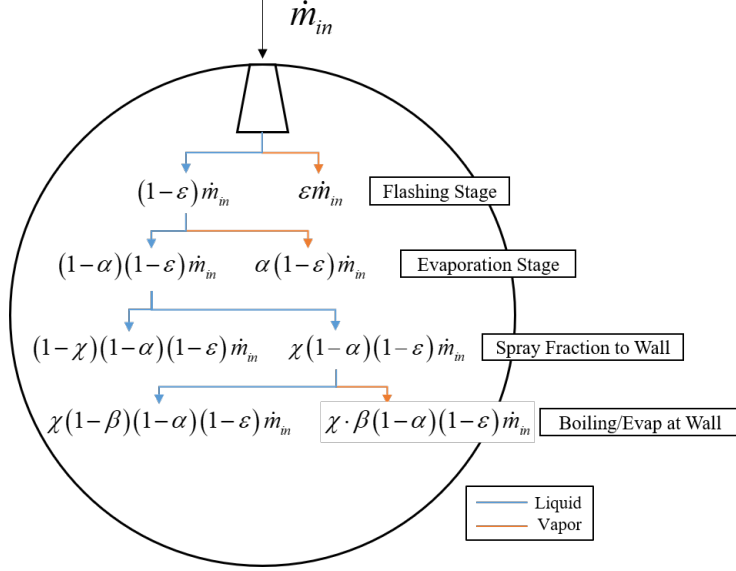 ṁ_in
(1−ε)ṁ_in εṁ_in Flashing Stage
(1−α)(1−ε)ṁ_in α(1−ε)ṁ_in Evaporation Stage
(1−χ)(1−α)(1−ε)ṁ_in χ(1−α)(1−ε)ṁ_in Spray Fraction to Wall
χ(1−β)(1−α)(1−ε)ṁ_in χ·β(1−α)(1−ε)ṁ_in Boiling/Evap at Wall
Liquid
Vapor